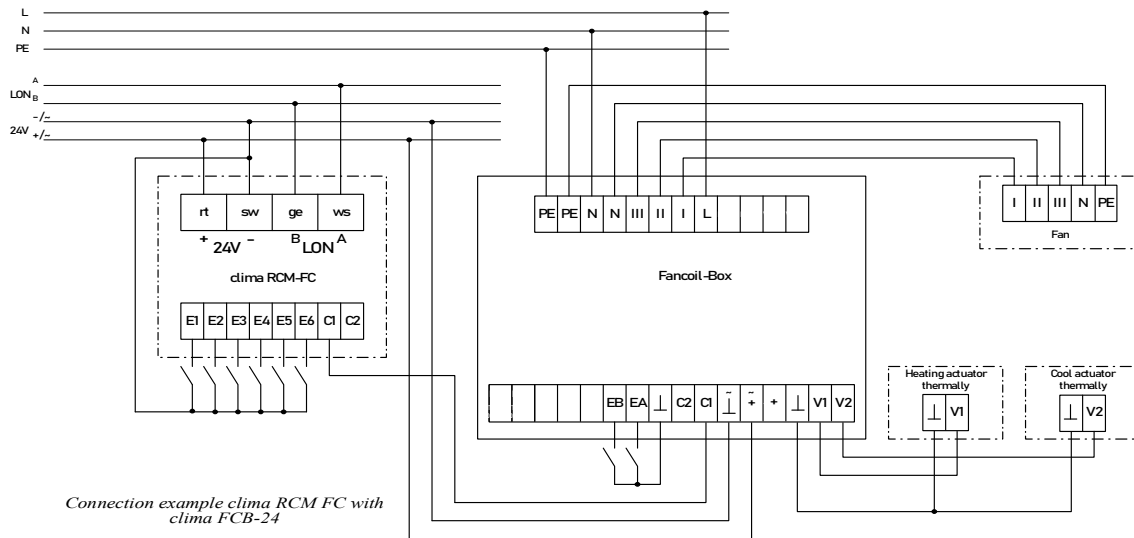 L
N
PE
A
LON B
-/~
24V +/~
rt sw ge ws
+ 24V - B LON A
clima RCM-FC
E1 E2 E3 E4 E5 E6 C1 C2
PE PE N N III II I L
Fancoil-Box
EB EA ⊥ C2 C1 ~ ⊥ ~ + + ⊥ V1 V2
I II III N PE
Fan
Heating actuator
thermally
⊥ V1
Cool actuator
thermally
⊥ V2
Connection example clima RCM FC with
clima FCB-24